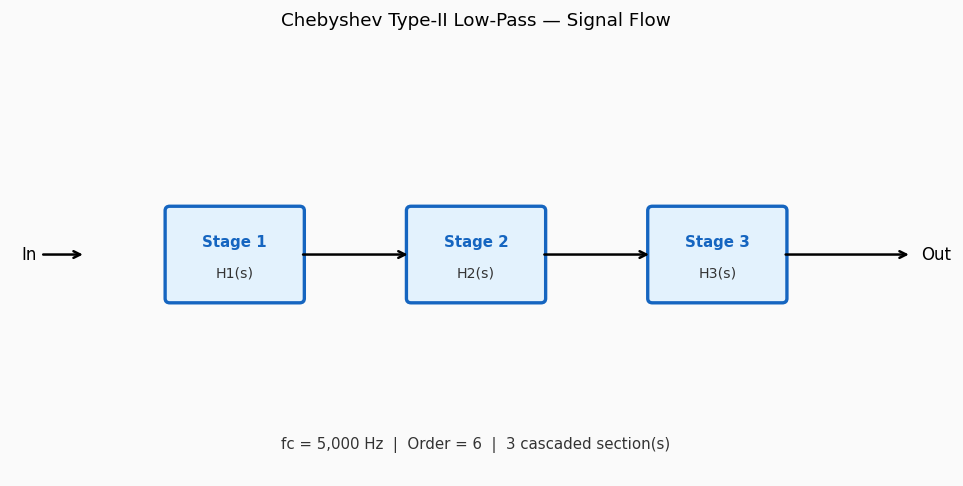 Chebyshev Type-II Low-Pass — Signal Flow
In
Stage 1
H1(s)
Stage 2
H2(s)
Stage 3
H3(s)
Out
fc = 5,000 Hz | Order = 6 | 3 cascaded section(s)